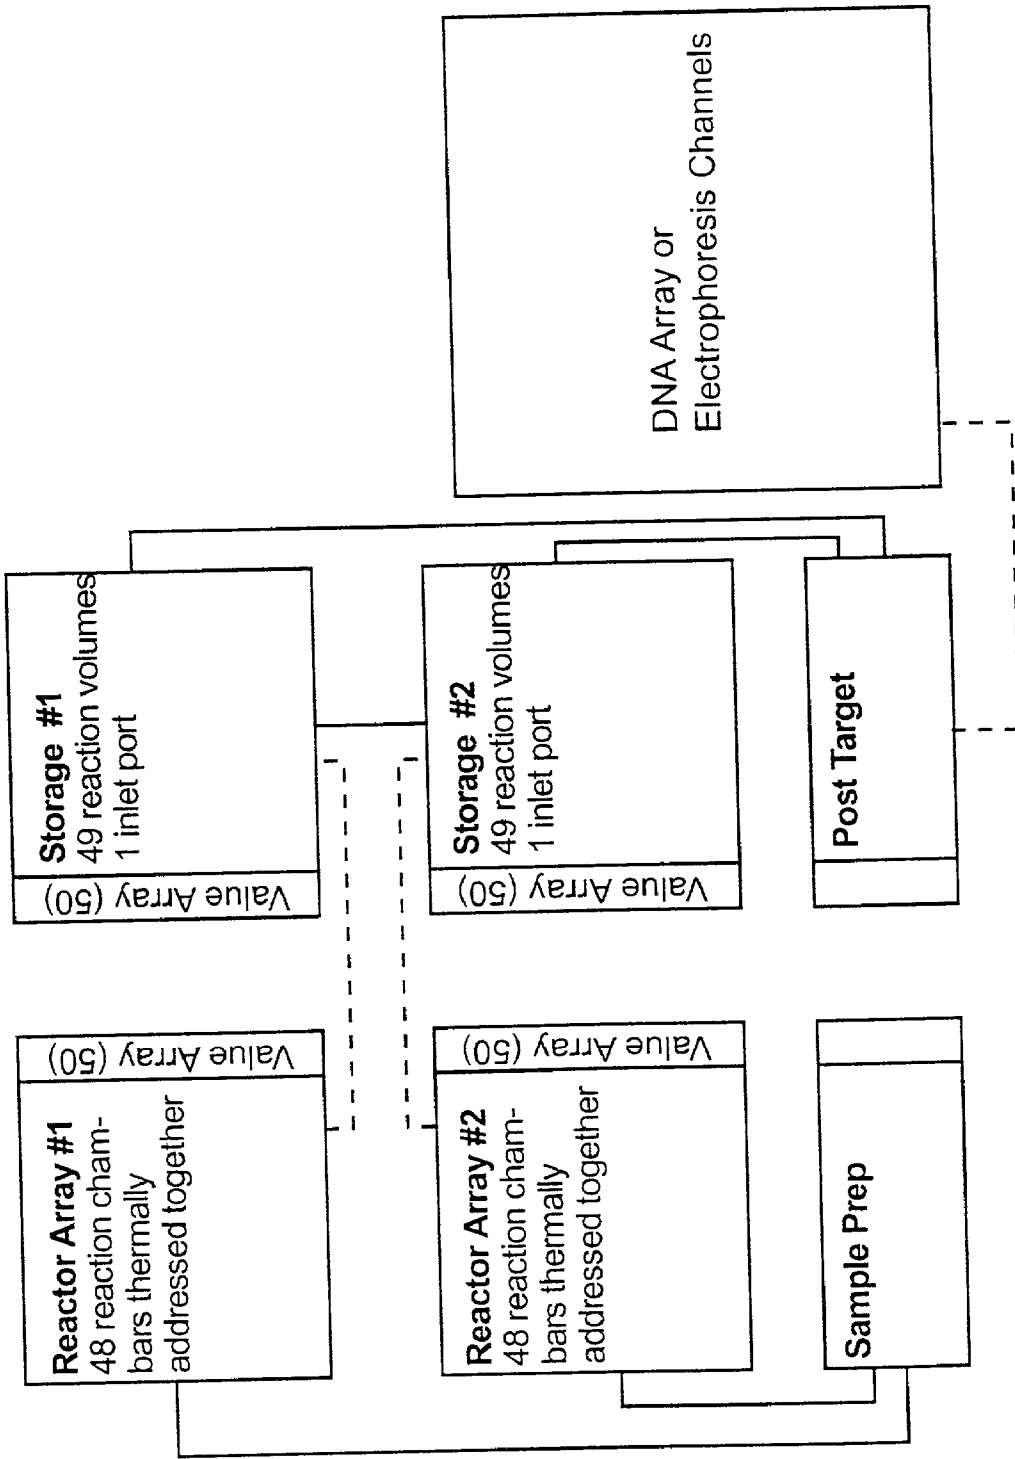 Reactor Array #1
48 reaction cham-
bars thermally
addressed together
Value Array (50)
Value Array (50)
Storage #1
49 reaction volumes
1 inlet port
Reactor Array #2
48 reaction cham-
bars thermally
addressed together
Value Array (50)
Value Array (50)
Storage #2
49 reaction volumes
1 inlet port
DNA Array or
Electrophoresis Channels
Sample Prep
Post Target